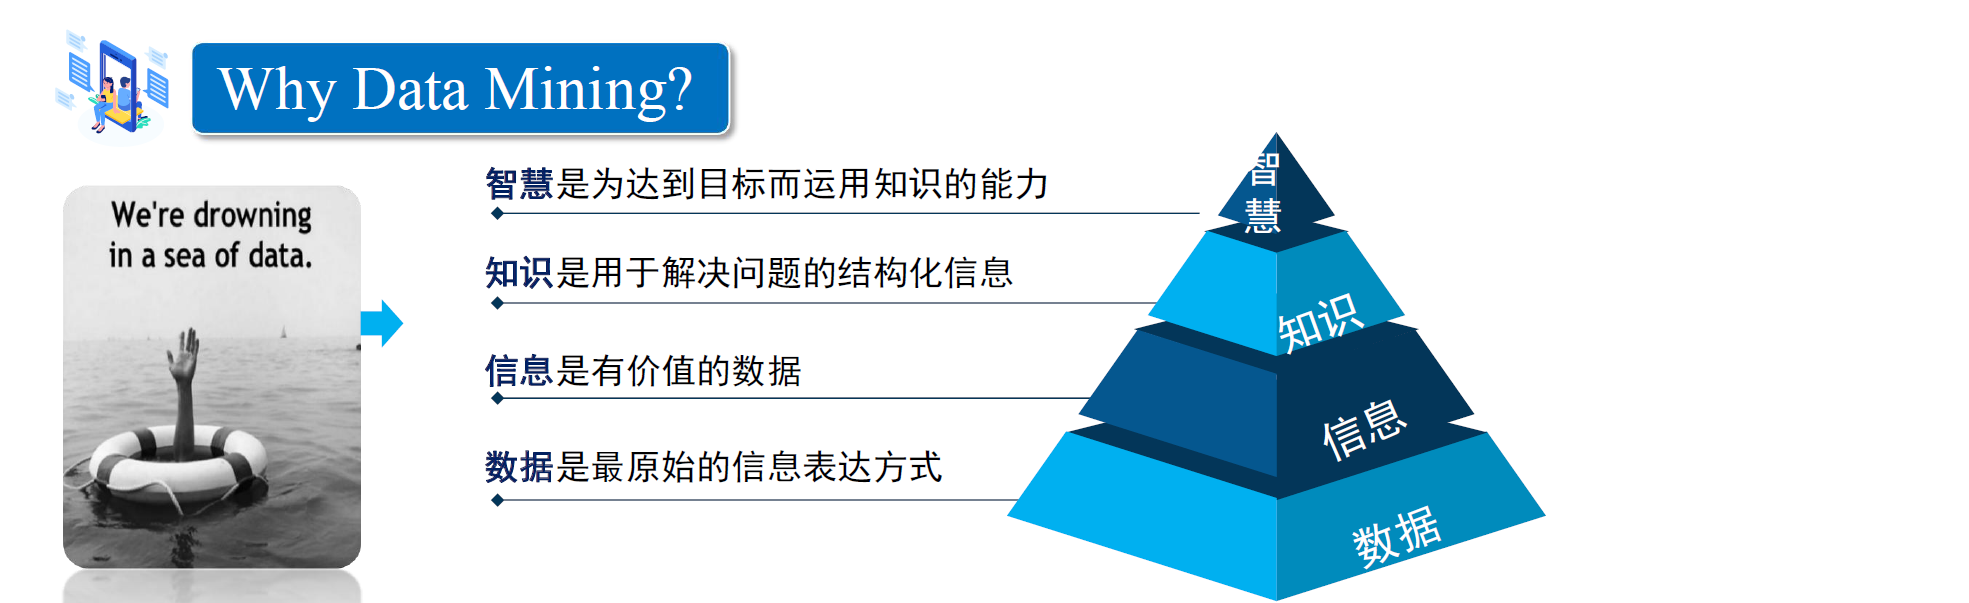 Why Data Mining?
We're drowning
in a sea of data.
智慧是为达到目标而运用知识的能力
知识是用于解决问题的结构化信息
信息是有价值的数据
数据是最原始的信息表达方式
智
慧
知识
信息
数据